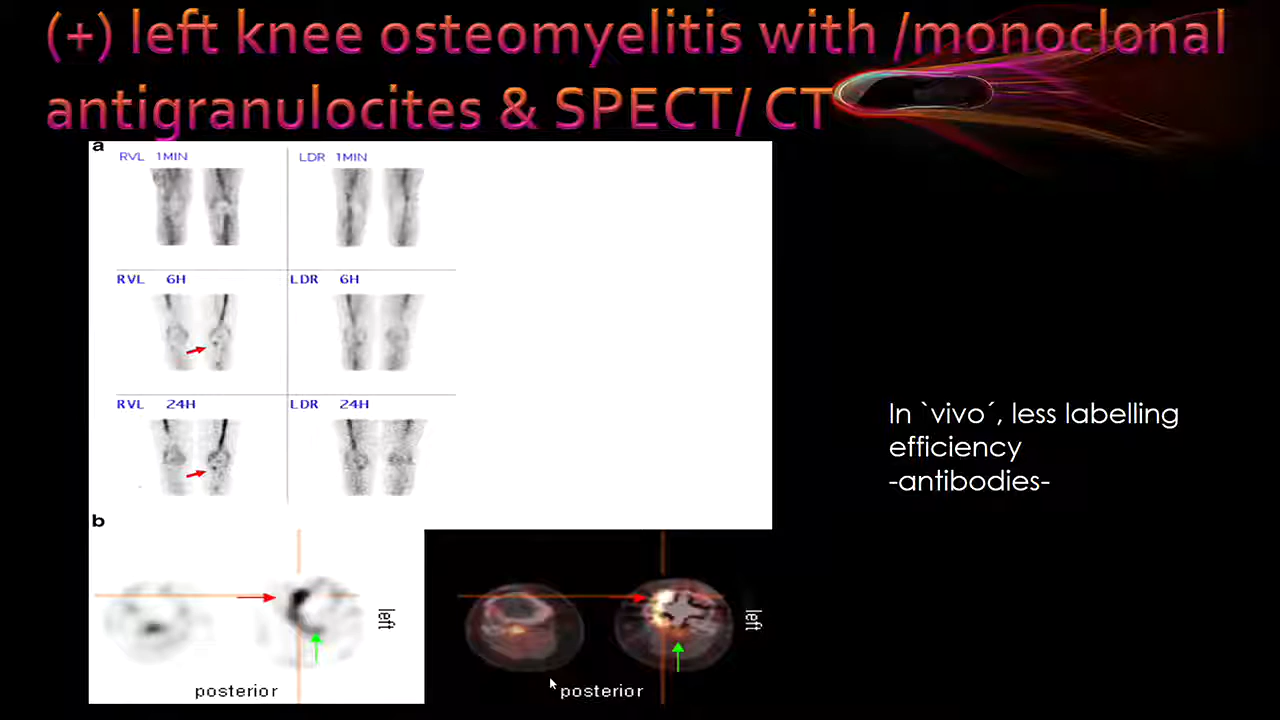 (+) left knee osteomyelitis with /monoclonal
antigranulocites & SPECT/ CT
a
RVL 1MIN
LDR 1MIN
RVL 6H
LDR 6H
RVL 24H
LDR 24H
In `vivo´, less labelling
efficiency
-antibodies-
b
left
left
posterior
posterior